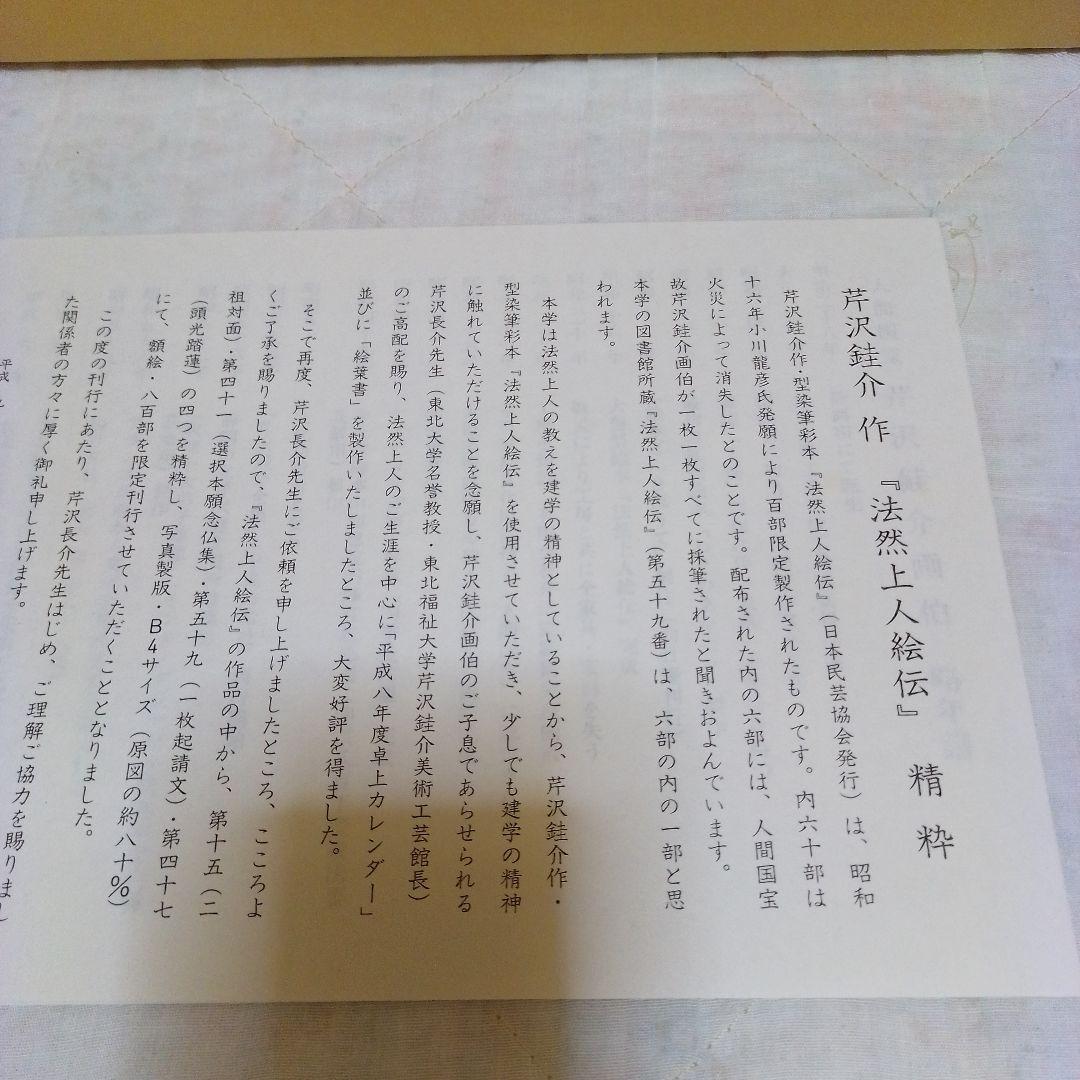 芹沢銈介 作 『法然上人絵伝』 精 粋
芹沢銈介作・型染筆彩本『法然上人絵伝』(日本民芸協会発行)は、昭和
十六年小川龍彦氏発願により百部限定製作されたものです。内六十部は
火災によって消失したとのことです。配布された内の六部には、人間国宝
故芹沢銈介画伯が一枚一枚すべてに採筆されたと聞きおよんでいます。
本学の図書館所蔵『法然上人絵伝』(第五十九番)は、六部の内の一部と思
われます。
本学は法然上人の教えを建学の精神としていることから、芹沢銈介作・
型染筆彩本『法然上人絵伝』を使用させていただき、少しでも建学の精神
に触れていただけることを念願し、芹沢銈介画伯のご子息であらせられる
芹沢長介先生(東北大学名誉教授・東北福祉大学芹沢銈介美術工芸館長)
のご高配を賜り、法然上人のご生涯を中心に「平成八年度卓上カレンダー」
並びに「絵葉書」を製作いたしましたところ、大変好評を得ました。
そこで再度、芹沢長介先生にご依頼を申し上げましたところ、こころよ
くご了承を賜りましたので、『法然上人絵伝』の作品の中から、第十五(二
祖対面)・第四十一(選択本願念仏集)・第五十九(一枚起請文)・第四十七
(頭光踏蓮)の四つを精粋し、写真製版・B4サイズ(原図の約八十%)
にて、額絵・八百部を限定刊行させていただくこととなりました。
この度の刊行にあたり、芹沢長介先生はじめ、ご理解ご協力を賜りまし
た関係者の方々に厚く御礼申し上げます。
平成